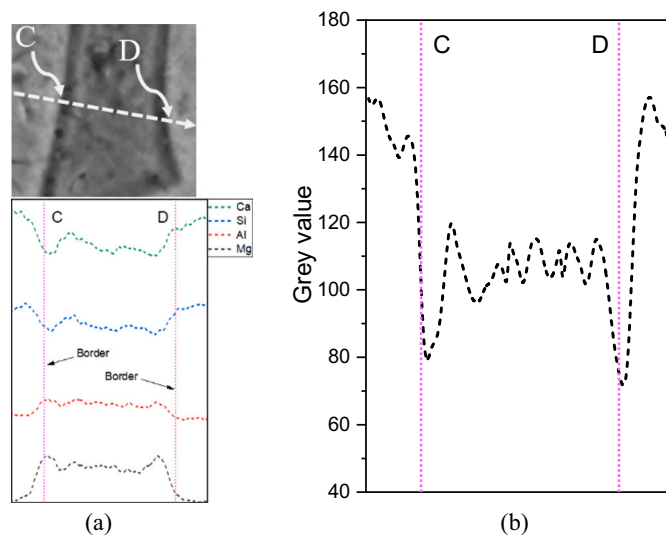 C
D
C
D
Ca
Si
Al
Mg
Border
Border
(a)
180
160
140
120
100
80
60
40
Grey value
C
D
(b)